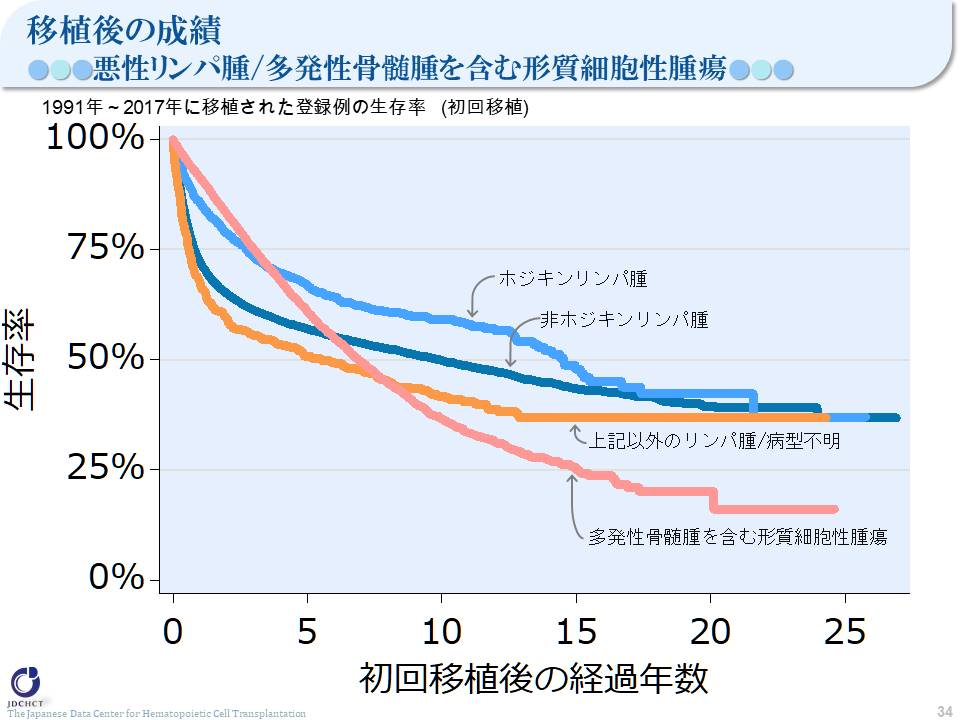 移植後の成績
悪性リンパ腫/多発性骨髄腫を含む形質細胞性腫瘍
1991年～2017年に移植された登録例の生存率 (初回移植)
100%
75%
50%
25%
0%
生存率
ホジキンリンパ腫
非ホジキンリンパ腫
上記以外のリンパ腫/病型不明
多発性骨髄腫を含む形質細胞性腫瘍
0 5 10 15 20 25
初回移植後の経過年数
JDCHCT
The Japanese Data Center for Hematopoietic Cell Transplantation
34